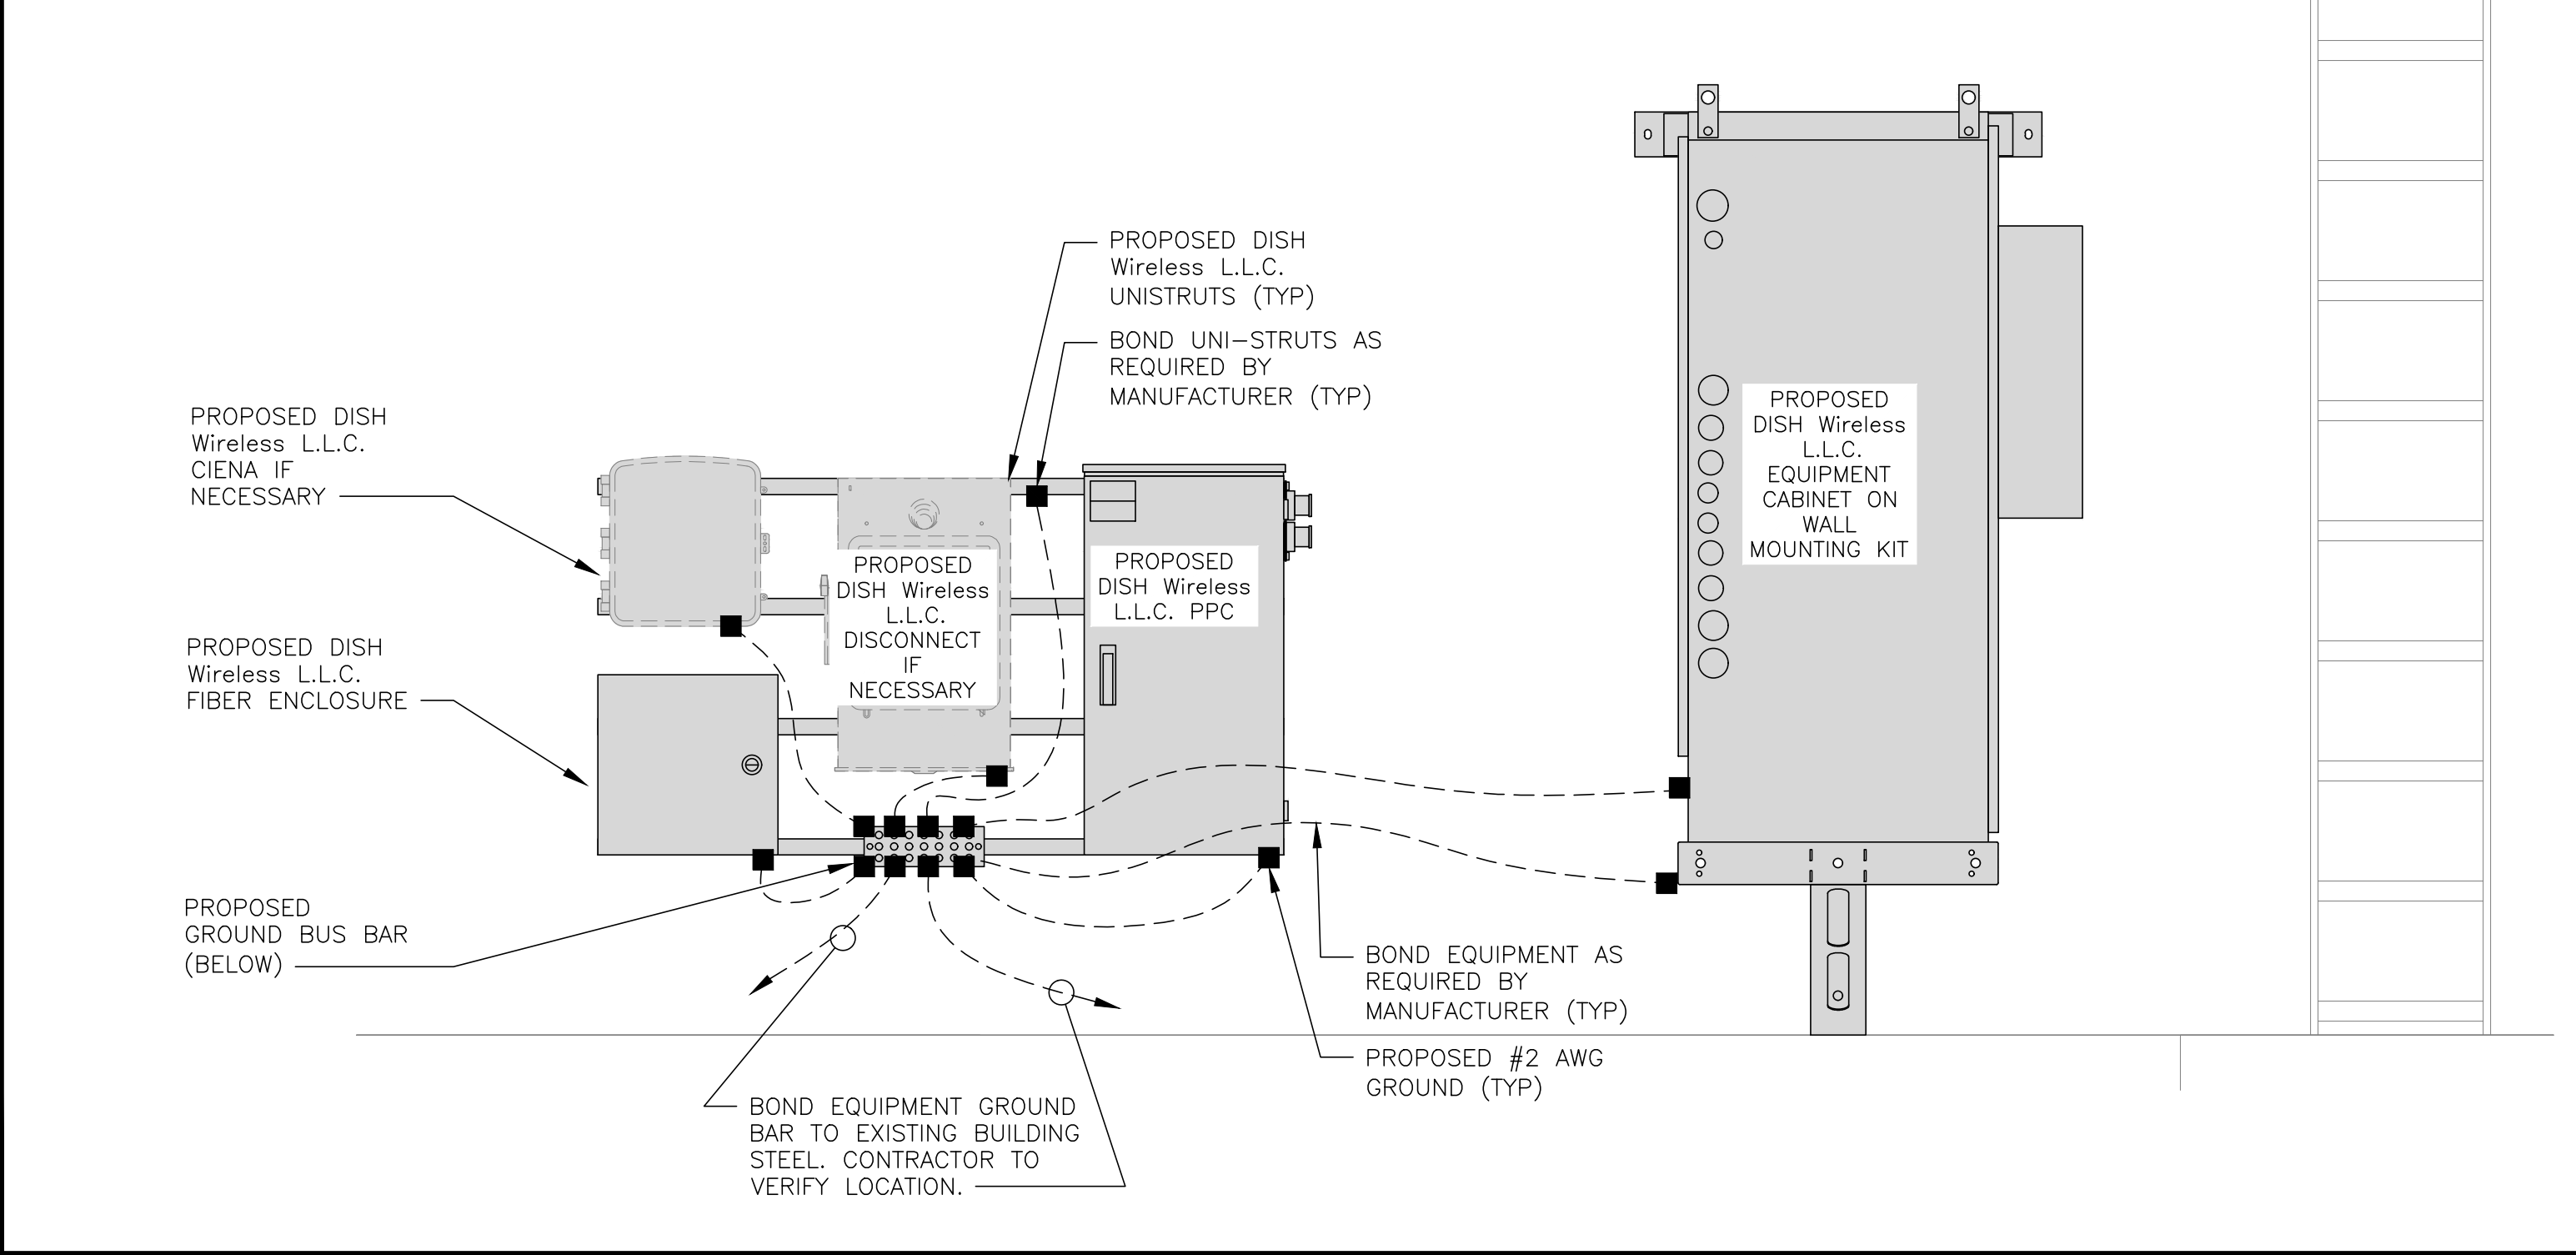 PROPOSED DISH
Wireless L.L.C.
UNISTRUTS (TYP)
BOND UNI-STRUTS AS
REQUIRED BY
MANUFACTURER (TYP)
PROPOSED DISH
Wireless L.L.C.
CIENA IF
NECESSARY
PROPOSED
DISH Wireless
L.L.C.
EQUIPMENT
CABINET ON
WALL
MOUNTING KIT
PROPOSED
DISH Wireless
L.L.C.
DISCONNECT
IF
NECESSARY
PROPOSED
DISH Wireless
L.L.C. PPC
PROPOSED DISH
Wireless L.L.C.
FIBER ENCLOSURE
PROPOSED
GROUND BUS BAR
(BELOW)
BOND EQUIPMENT AS
REQUIRED BY
MANUFACTURER (TYP)
PROPOSED #2 AWG
GROUND (TYP)
BOND EQUIPMENT GROUND
BAR TO EXISTING BUILDING
STEEL. CONTRACTOR TO
VERIFY LOCATION.